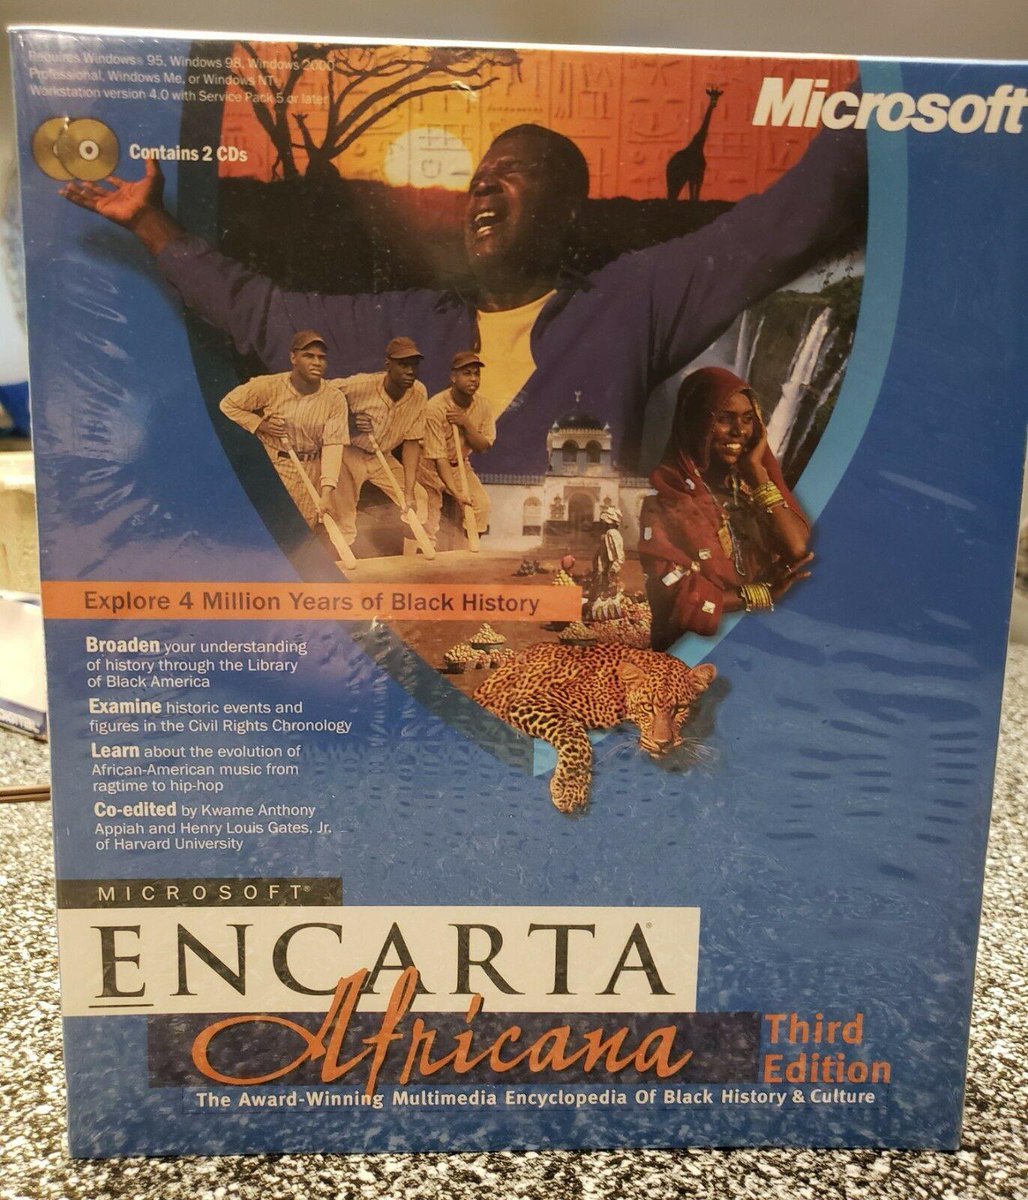 Requires Windows® 95, Windows 98, Windows 2000
Professional, Windows Me, or Windows NT®
Workstation version 4.0 with Service Pack 5 or later
Contains 2 CDs
Microsoft
Explore 4 Million Years of Black History
Broaden your understanding
of history through the Library
of Black America
Examine historic events and
figures in the Civil Rights Chronology
Learn about the evolution of
African-American music from
ragtime to hip-hop
Co-edited by Kwame Anthony
Appiah and Henry Louis Gates, Jr.
of Harvard University
MICROSOFT®
ENCARTA®
Africana
Third
Edition
The Award-Winning Multimedia Encyclopedia Of Black History & Culture